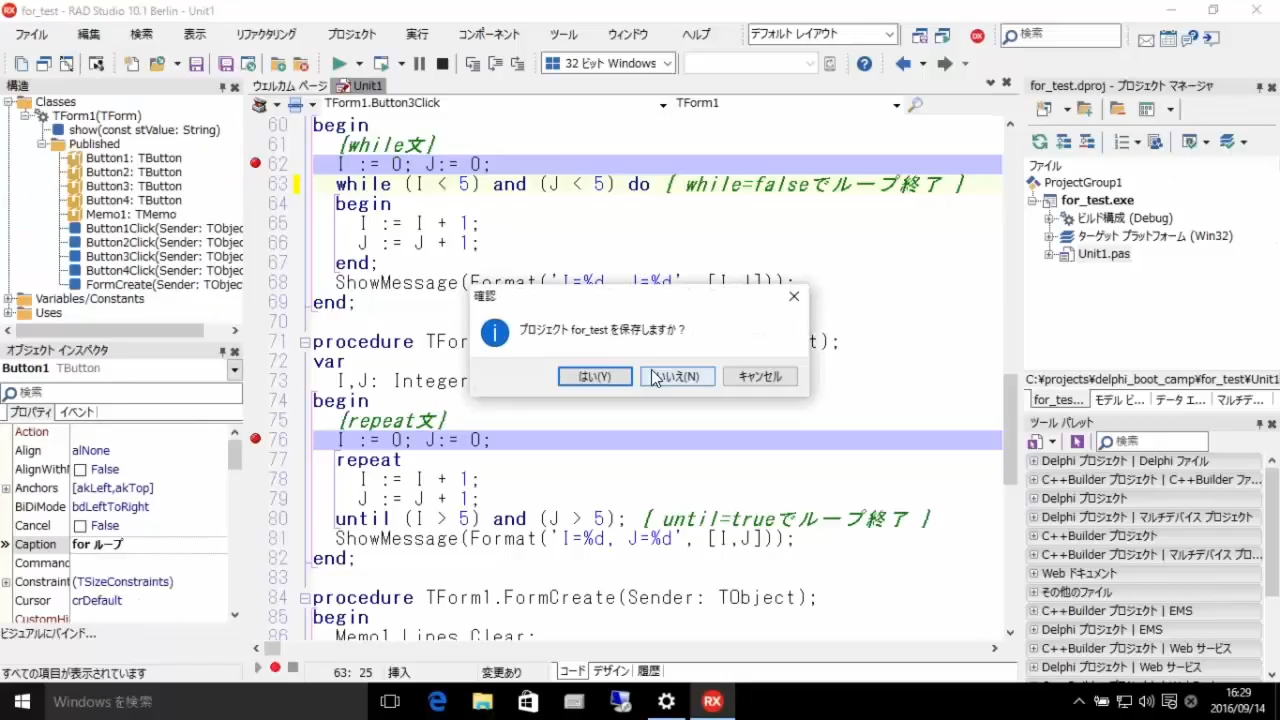 for_test - RAD Studio 10.1 Berlin - Unit1
ファイル 編集 検索 表示 リファクタリング プロジェクト 実行 コンポーネント ツール ウィンドウ ヘルプ デフォルト レイアウト 検索
32 ビット Windows
構造
Classes
TForm1(TForm)
show(const stValue: String)
Published
Button1: TButton
Button2: TButton
Button3: TButton
Button4: TButton
Memo1: TMemo
Button1Click(Sender: TObjec
Button2Click(Sender: TObjec
Button3Click(Sender: TObjec
Button4Click(Sender: TObjec
FormCreate(Sender: TObjec
Variables/Constants
Uses
オブジェクト インスペクタ
Button1 TButton
検索
プロパティ イベント
Action
Align alNone
AlignWithM False
Anchors [akLeft,akTop]
BiDiMode bdLeftToRight
Cancel False
Caption for ループ
Command
Constraint (TSizeConstraints)
Cursor crDefault
CustomHi
ビジュアルにバインド...
すべての項目が表示されています
ウェルカム ページ Unit1
TForm1.Button3Click TForm1
60 begin
61 {while文}
62 I := 0; J:= 0;
63 while (I < 5) and (J < 5) do { while=falseでループ終了 }
64 begin
65 I := I + 1;
66 J := J + 1;
67 end;
68 ShowMessage(Format('I=%d, J=%d', [I,J]));
69 end;
70
71 procedure TFor t);
72 var
73 I,J: Integer
74 begin
75 {repeat文}
76 I := 0; J:= 0;
77 repeat
78 I := I + 1;
79 J := J + 1;
80 until (I > 5) and (J > 5); { until=trueでループ終了 }
81 ShowMessage(Format('I=%d, J=%d', [I,J]));
82 end;
83
84 procedure TForm1.FormCreate(Sender: TObject);
85 begin
86 Memo1.Lines.Clear;
63: 25 挿入 変更あり コード デザイン 履歴
確認
プロジェクト for_test を保存しますか?
はい(Y) いいえ(N) キャンセル
for_test.dproj - プロジェクト マネージャ
ファイル
ProjectGroup1
for_test.exe
ビルド構成 (Debug)
ターゲット プラットフォーム (Win32)
Unit1.pas
C:¥projects¥delphi_boot_camp¥for_test¥Unit1
for_tes... モデル ビ... データ エ... マルチデ...
ツール パレット
検索
Delphi プロジェクト | Delphi ファイル
C++Builder プロジェクト | C++Builder ファ...
Delphi プロジェクト
Delphi プロジェクト | マルチデバイス プロジェクト
C++Builder プロジェクト
C++Builder プロジェクト | マルチデバイス プロ...
Web ドキュメント
その他のファイル
C++Builder プロジェクト | EMS
Delphi プロジェクト | EMS
C++Builder プロジェクト | Web サービス
Delphi プロジェクト | Web サービス
Windows を検索
16:29
2016/09/14